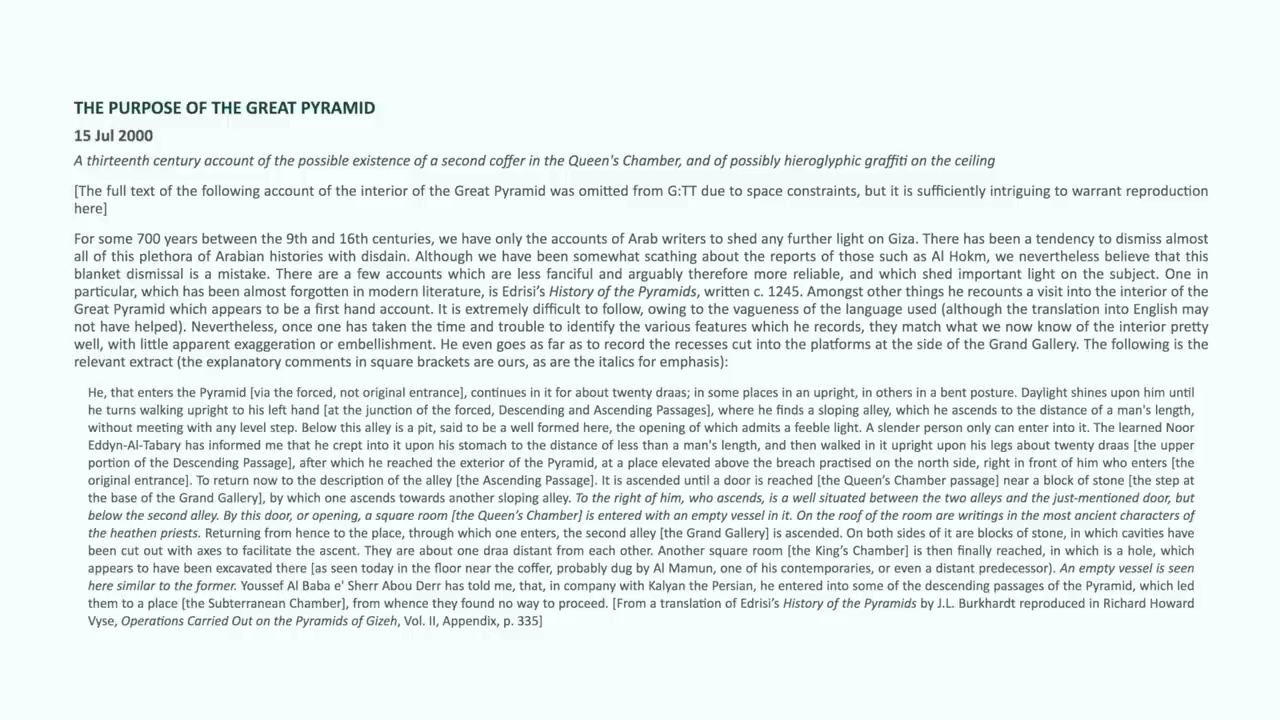 THE PURPOSE OF THE GREAT PYRAMID
15 Jul 2000
A thirteenth century account of the possible existence of a second coffer in the Queen's Chamber, and of possibly hieroglyphic graffiti on the ceiling
[The full text of the following account of the interior of the Great Pyramid was omitted from G:TT due to space constraints, but it is sufficiently intriguing to warrant reproduction
here]
For some 700 years between the 9th and 16th centuries, we have only the accounts of Arab writers to shed any further light on Giza. There has been a tendency to dismiss almost
all of this plethora of Arabian histories with disdain. Although we have been somewhat scathing about the reports of those such as Al Hokm, we nevertheless believe that this
blanket dismissal is a mistake. There are a few accounts which are less fanciful and arguably therefore more reliable, and which shed important light on the subject. One in
particular, which has been almost forgotten in modern literature, is Edrisi’s History of the Pyramids, written c. 1245. Amongst other things he recounts a visit into the interior of the
Great Pyramid which appears to be a first hand account. It is extremely difficult to follow, owing to the vagueness of the language used (although the translation into English may
not have helped). Nevertheless, once one has taken the time and trouble to identify the various features which he records, they match what we now know of the interior pretty
well, with little apparent exaggeration or embellishment. He even goes as far as to record the recesses cut into the platforms at the side of the Grand Gallery. The following is the
relevant extract (the explanatory comments in square brackets are ours, as are the italics for emphasis):
He, that enters the Pyramid [via the forced, not original entrance], continues in it for about twenty draas; in some places in an upright, in others in a bent posture. Daylight shines upon him until
he turns walking upright to his left hand [at the junction of the forced, Descending and Ascending Passages], where he finds a sloping alley, which he ascends to the distance of a man's length,
without meeting with any level step. Below this alley is a pit, said to be a well formed here, the opening of which admits a feeble light. A slender person only can enter into it. The learned Noor
Eddyn-Al-Tabary has informed me that he crept into it upon his stomach to the distance of less than a man's length, and then walked in it upright upon his legs about twenty draas [the upper
portion of the Descending Passage], after which he reached the exterior of the Pyramid, at a place elevated above the breach practised on the north side, right in front of him who enters [the
original entrance]. To return now to the description of the alley [the Ascending Passage]. It is ascended until a door is reached [the Queen’s Chamber passage] near a block of stone [the step at
the base of the Grand Gallery], by which one ascends towards another sloping alley. To the right of him, who ascends, is a well situated between the two alleys and the just-mentioned door, but
below the second alley. By this door, or opening, a square room [the Queen’s Chamber] is entered with an empty vessel in it. On the roof of the room are writings in the most ancient characters of
the heathen priests. Returning from hence to the place, through which one enters, the second alley [the Grand Gallery] is ascended. On both sides of it are blocks of stone, in which cavities have
been cut out with axes to facilitate the ascent. They are about one draa distant from each other. Another square room [the King’s Chamber] is then finally reached, in which is a hole, which
appears to have been excavated there [as seen today in the floor near the coffer, probably dug by Al Mamun, one of his contemporaries, or even a distant predecessor). An empty vessel is seen
here similar to the former. Youssef Al Baba e' Sherr Abou Derr has told me, that, in company with Kalyan the Persian, he entered into some of the descending passages of the Pyramid, which led
them to a place [the Subterranean Chamber], from whence they found no way to proceed. [From a translation of Edrisi’s History of the Pyramids by J.L. Burkhardt reproduced in Richard Howard
Vyse, Operations Carried Out on the Pyramids of Gizeh, Vol. II, Appendix, p. 335]